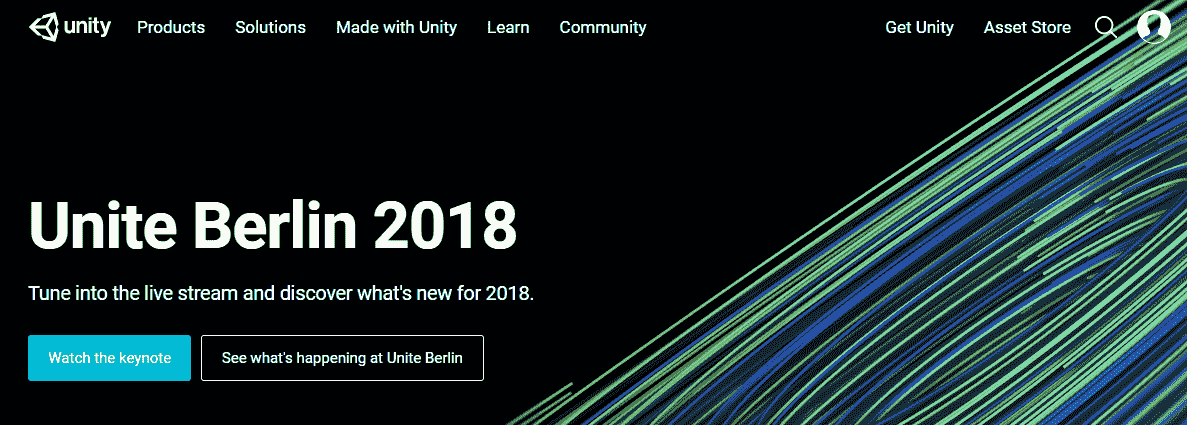 unity Products Solutions Made with Unity Learn Community Get Unity Asset Store
Unite Berlin 2018
Tune into the live stream and discover what's new for 2018.
Watch the keynote See what's happening at Unite Berlin